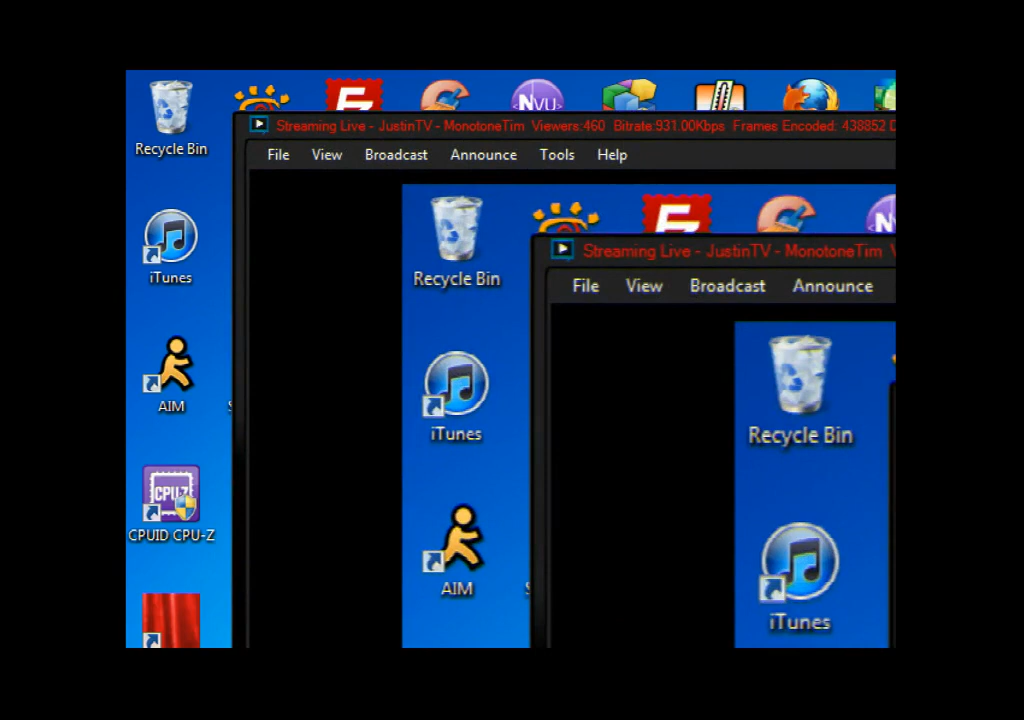 NVU
Streaming Live - JustinTV - MonotoneTim Viewers:460 Bitrate:931.00Kbps Frames Encoded: 438852 D
File View Broadcast Announce Tools Help
Recycle Bin
iTunes
AIM
CPU-Z
CPUID CPU-Z
N
Streaming Live - JustinTV - MonotoneTim V
File View Broadcast Announce
Recycle Bin
iTunes
AIM
Recycle Bin
iTunes